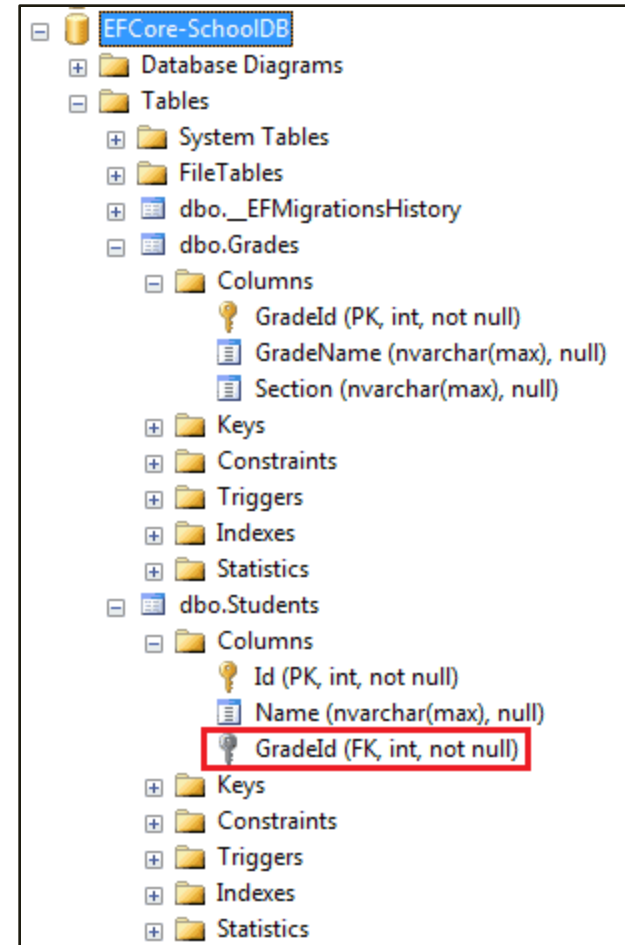 EFCore-SchoolDB
Database Diagrams
Tables
System Tables
FileTables
dbo.__EFMigrationsHistory
dbo.Grades
Columns
GradeId (PK, int, not null)
GradeName (nvarchar(max), null)
Section (nvarchar(max), null)
Keys
Constraints
Triggers
Indexes
Statistics
dbo.Students
Columns
Id (PK, int, not null)
Name (nvarchar(max), null)
GradeId (FK, int, not null)
Keys
Constraints
Triggers
Indexes
Statistics